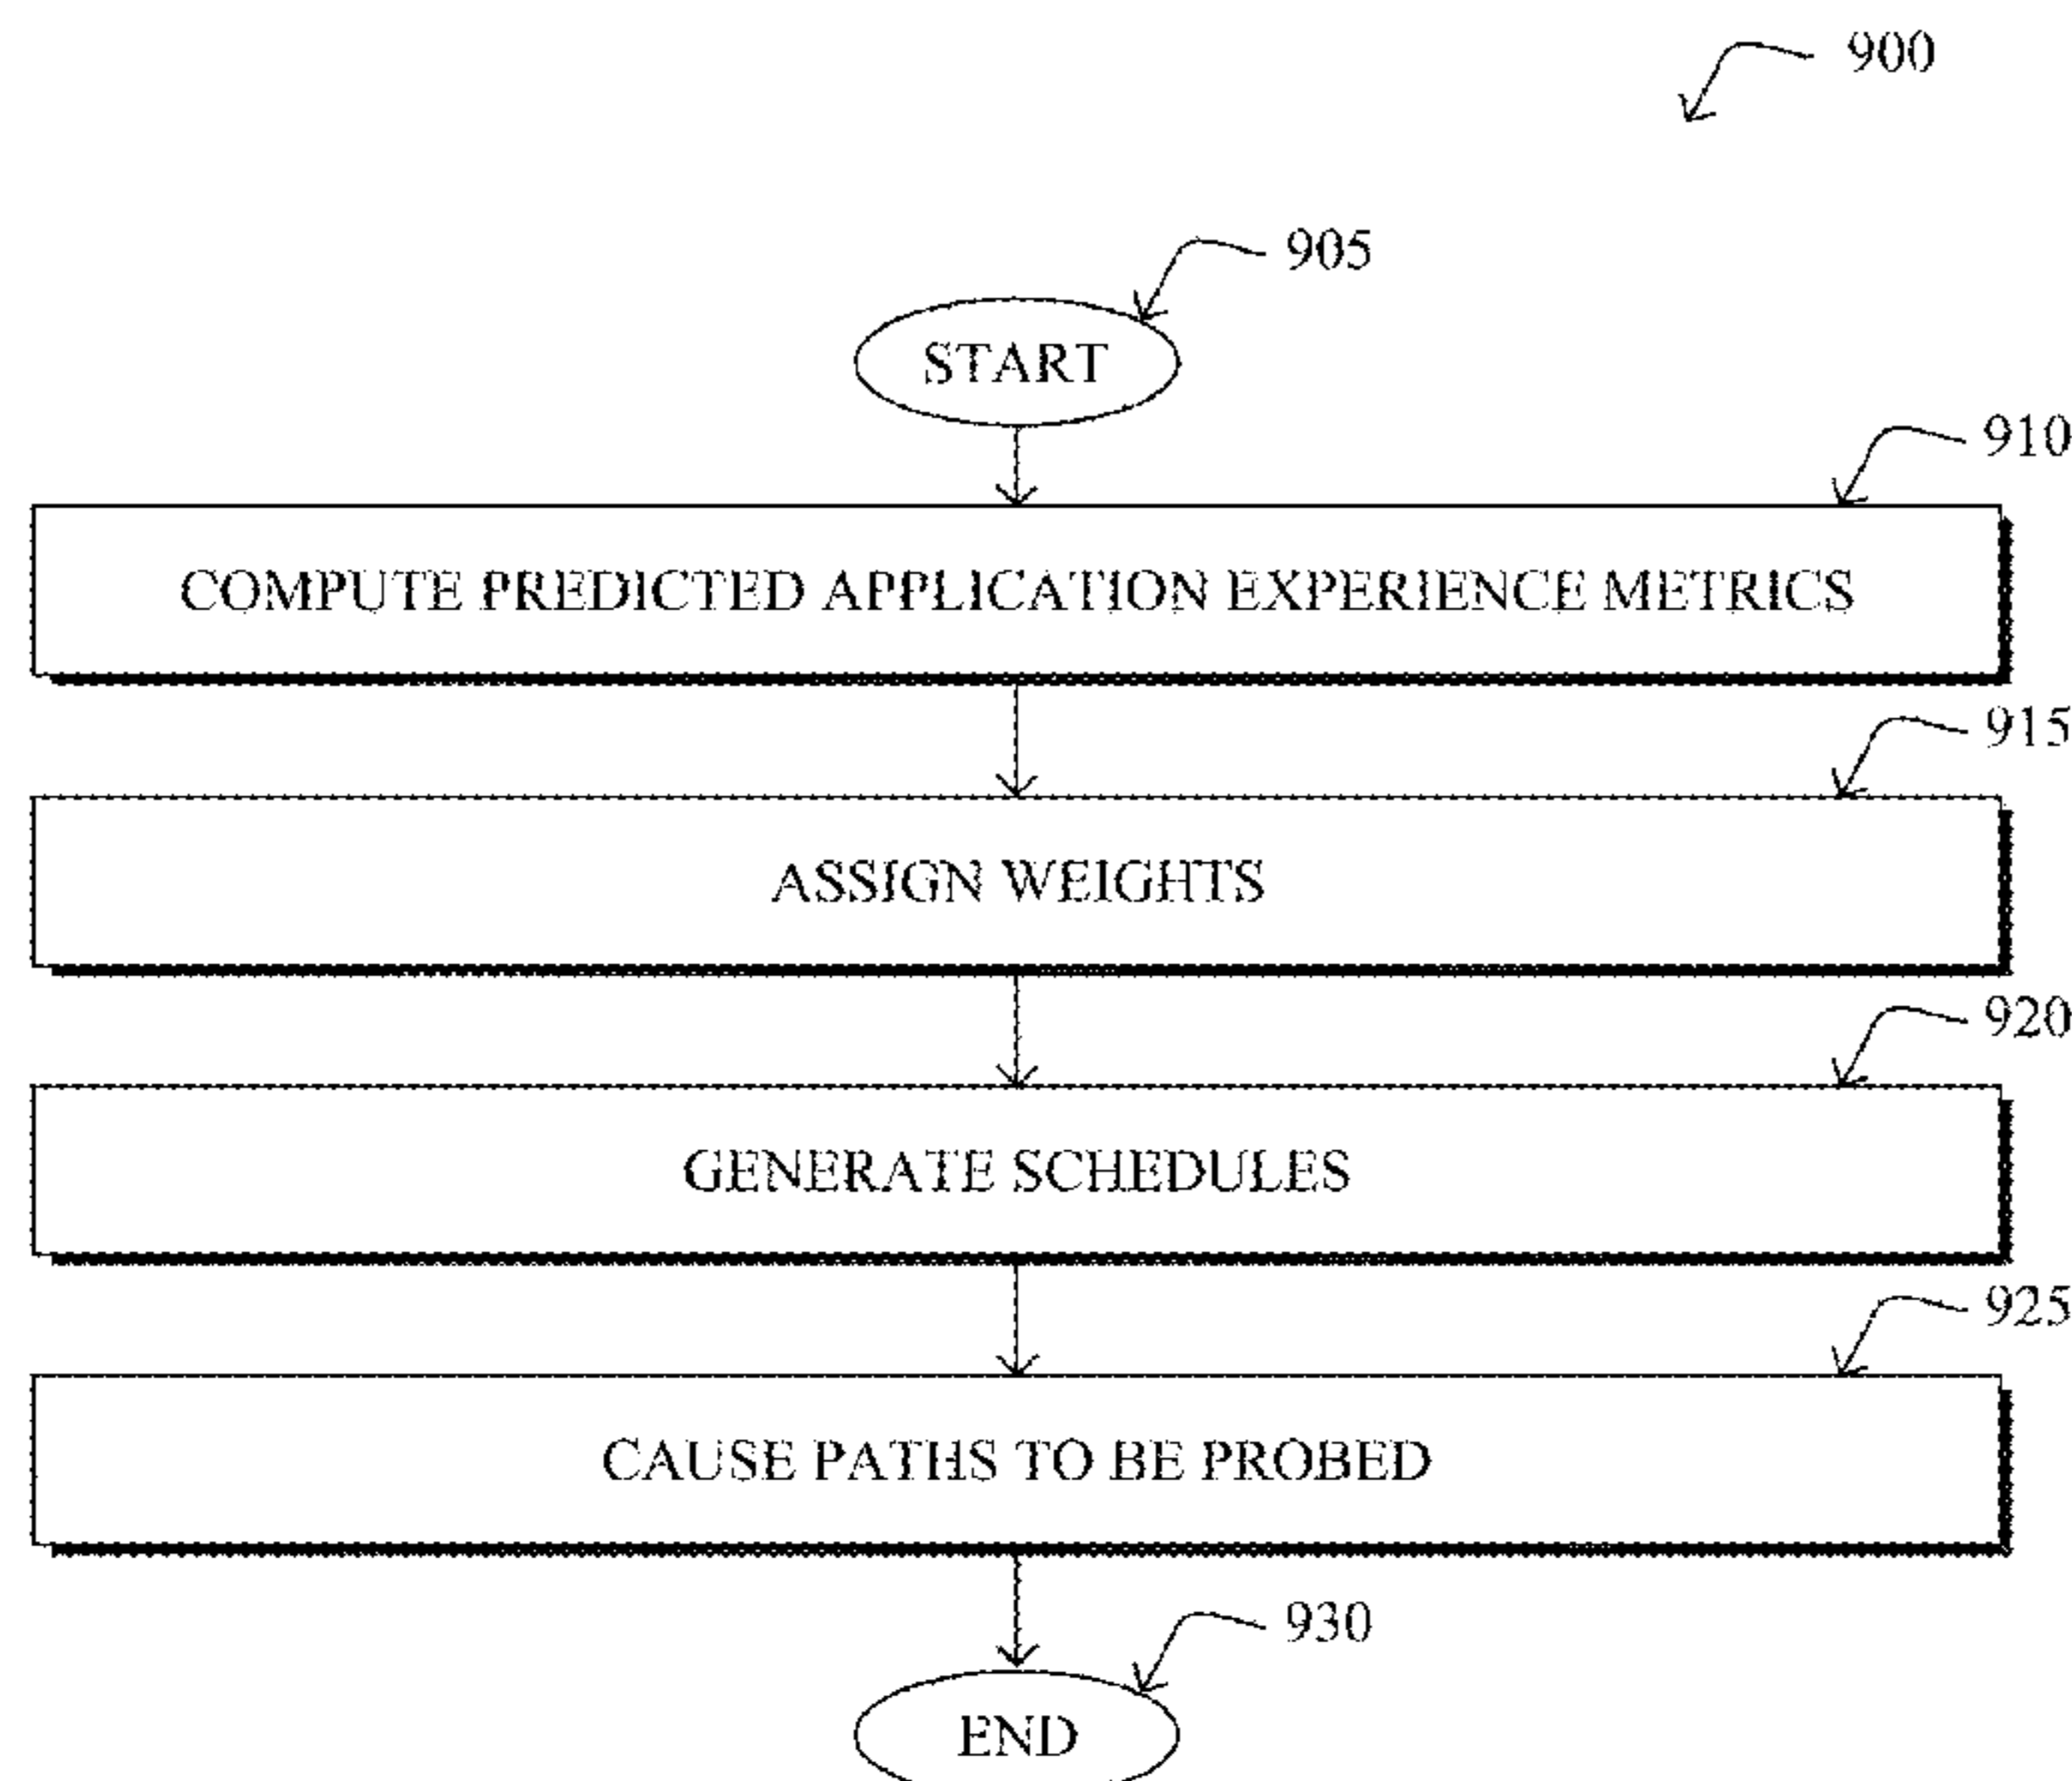 900
905
START
910
COMPUTE PREDICTED APPLICATION EXPERIENCE METRICS
915
ASSIGN WEIGHTS
920
GENERATE SCHEDULES
925
CAUSE PATHS TO BE PROBED
930
END